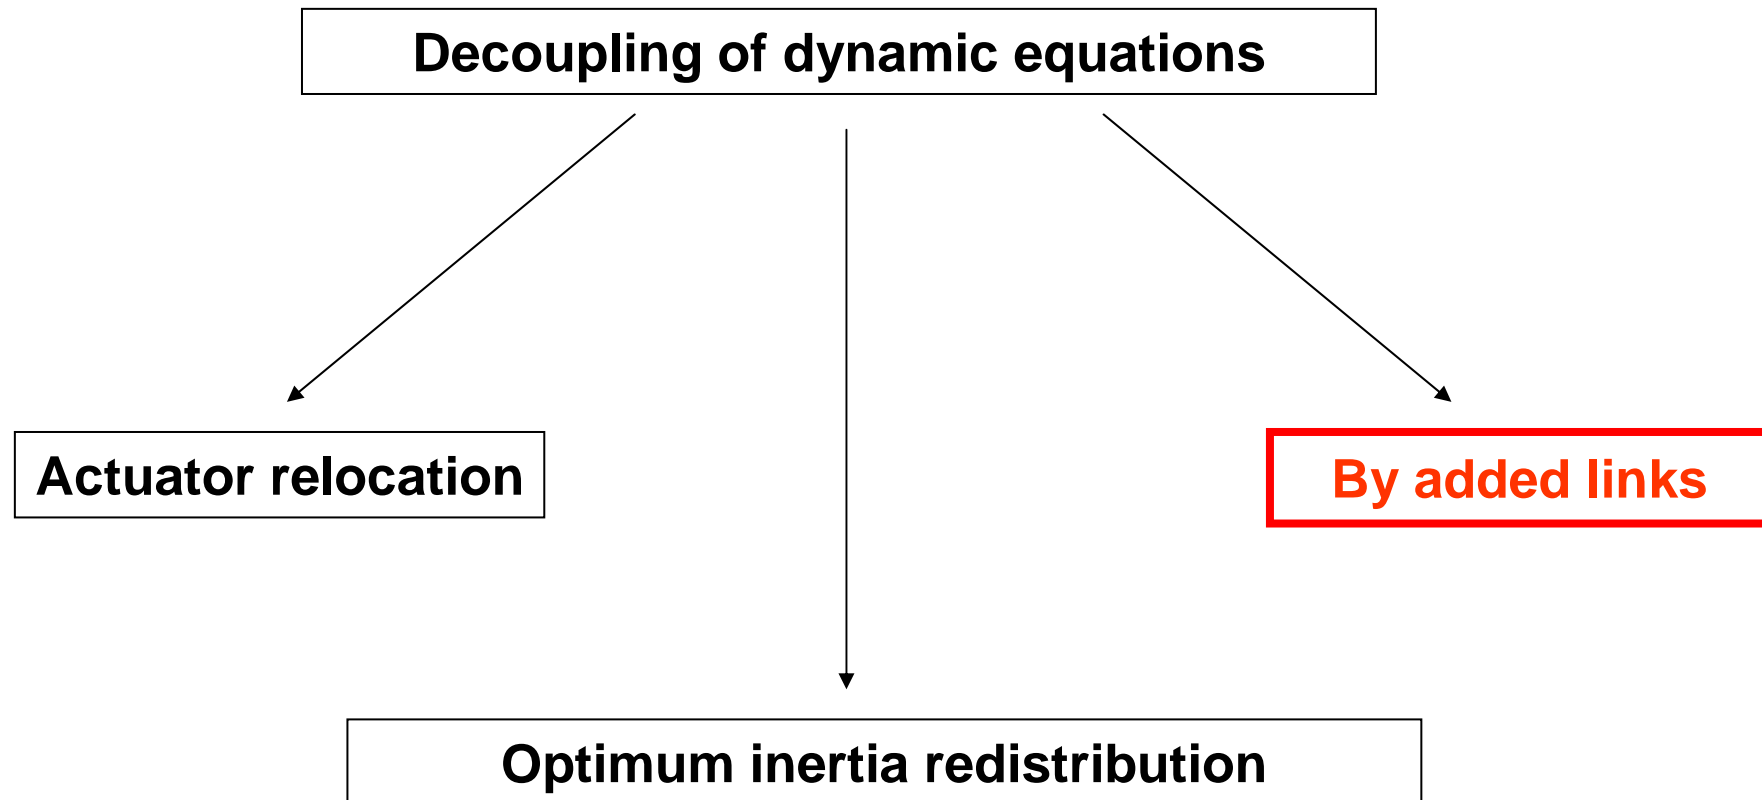 Decoupling of dynamic equations
Actuator relocation
By added links
Optimum inertia redistribution